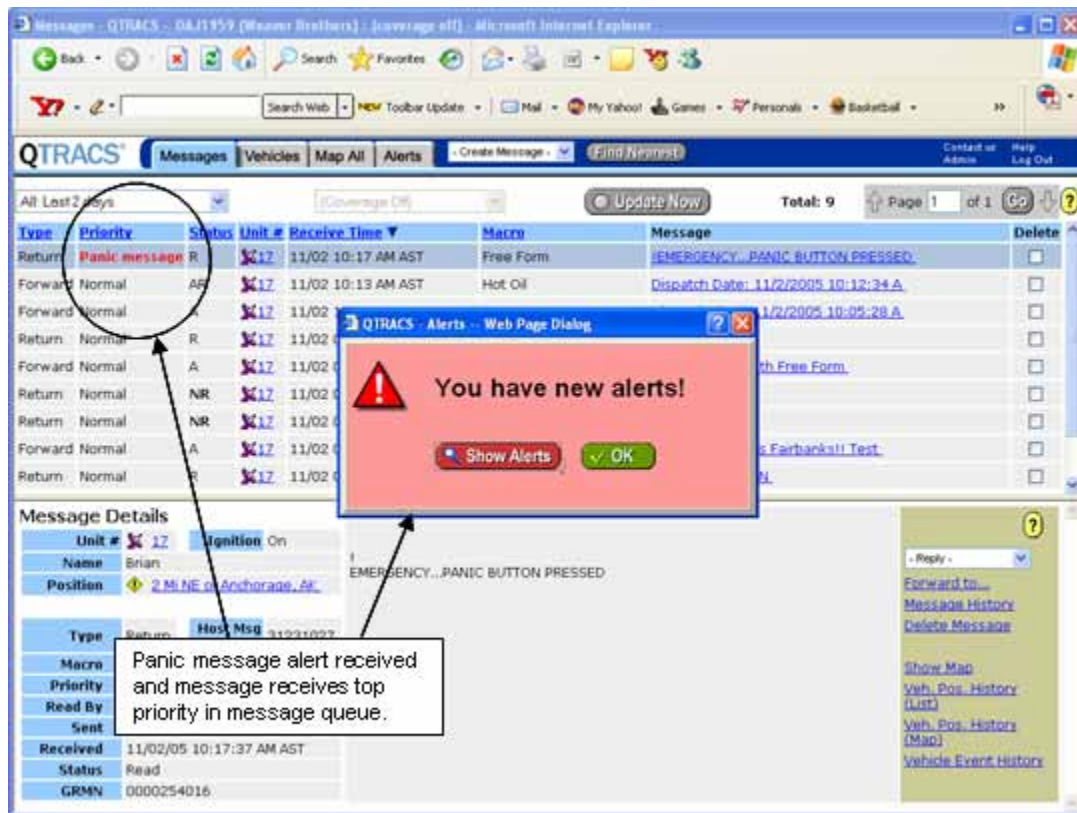 Messages - QTRACS - OAJ1959 (Weaver Brothers) - (coverage off) - Microsoft Internet Explorer
Back Search Favorites
Search Web NEW Toolbar Update Mail My Yahoo! Games Personals Basketball »
QTRACS Messages Vehicles Map All Alerts - Create Message - Find Nearest Contact us Help Admin Log Out
All: Last 2 days (Coverage Off) Update Now Total: 9 Page 1 of 1 Go ?
Type Priority Status Unit # Receive Time ▼ Macro Message Delete
Return Panic message R 17 11/02 10:17 AM AST Free Form !EMERGENCY...PANIC BUTTON PRESSED
Forward Normal AR 17 11/02 10:13 AM AST Hot Oil Dispatch Date: 11/2/2005 10:12:34 A
Forward Normal A 17 11/02 1/2/2005 10:05:28 A
Return Normal R 17 11/02
Forward Normal A 17 11/02 th Free Form
Return Normal NR 17 11/02
Return Normal NR 17 11/02
Forward Normal A 17 11/02 s Fairbanks!! Test
Return Normal R 17 11/02 N
QTRACS - Alerts -- Web Page Dialog
You have new alerts!
Show Alerts OK
Message Details
Unit # 17 Ignition On
Name Brian
Position 2 Mi NE of Anchorage, AK
Type Return Host Msg 31231027
Macro
Priority
Read By
Sent
Received 11/02/05 10:17:37 AM AST
Status Read
GRMN 0000254016
!
EMERGENCY...PANIC BUTTON PRESSED
Panic message alert received
and message receives top
priority in message queue.
?
- Reply -
Forward to...
Message History
Delete Message
Show Map
Veh. Pos. History
(List)
Veh. Pos. History
(Map)
Vehicle Event History